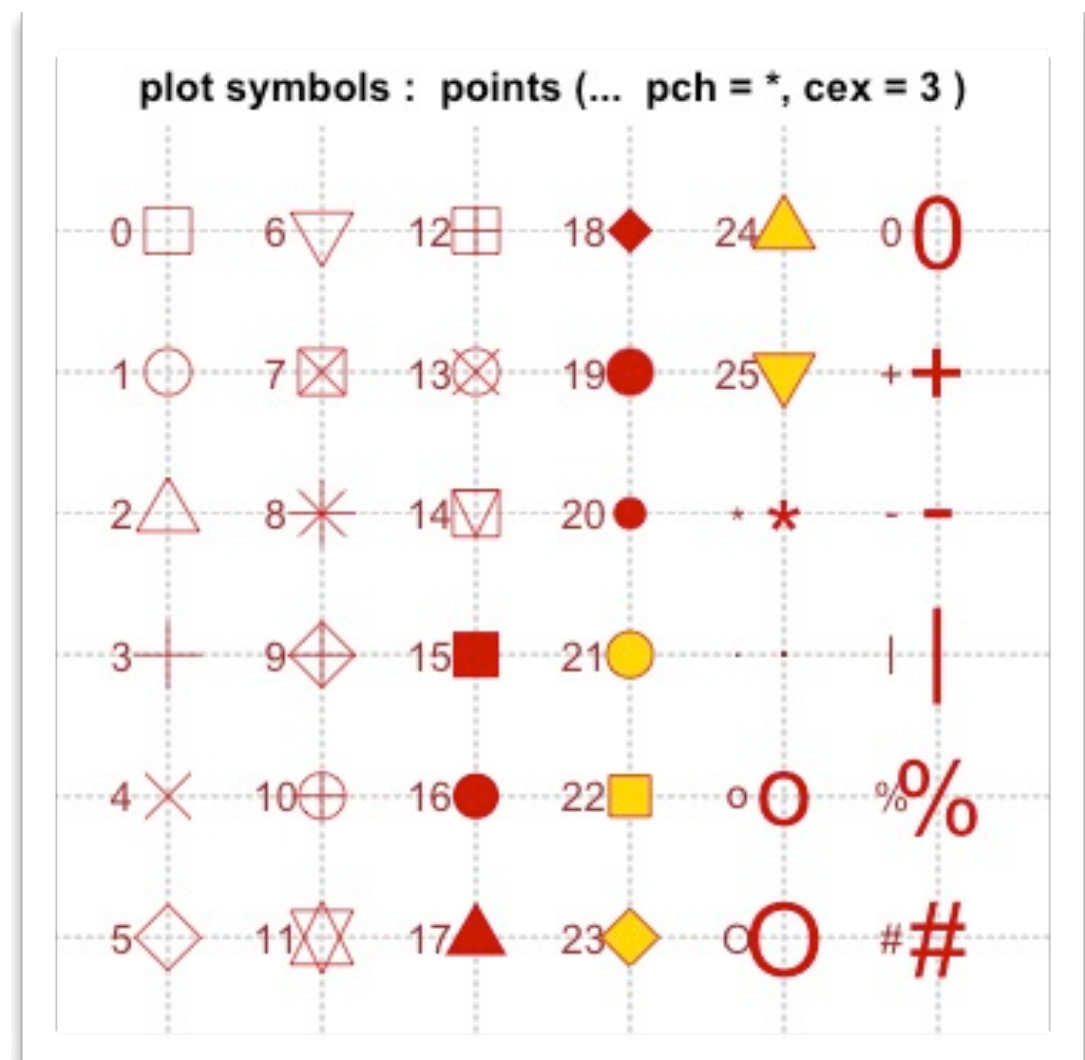 plot symbols : points (... pch = *, cex = 3 )
0 6 12 18 24 0 0
1 7 13 19 25 + +
2 8 14 20 * * - -
3 9 15 21 . . | |
4 10 16 22 o o % %
5 11 17 23 O O # #